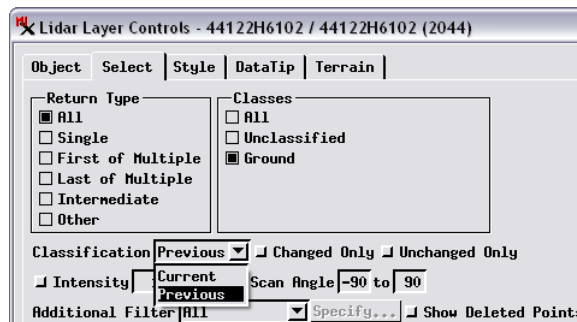 Lidar Layer Controls - 44122H6102 / 44122H6102 (2044)
Object Select Style DataTip Terrain
Return Type Classes
All All
Single Unclassified
First of Multiple Ground
Last of Multiple
Intermediate
Other
Classification Previous Changed Only Unchanged Only
Intensity Current Scan Angle -90 to 90
Previous
Additional Filter All Specify... Show Deleted Point